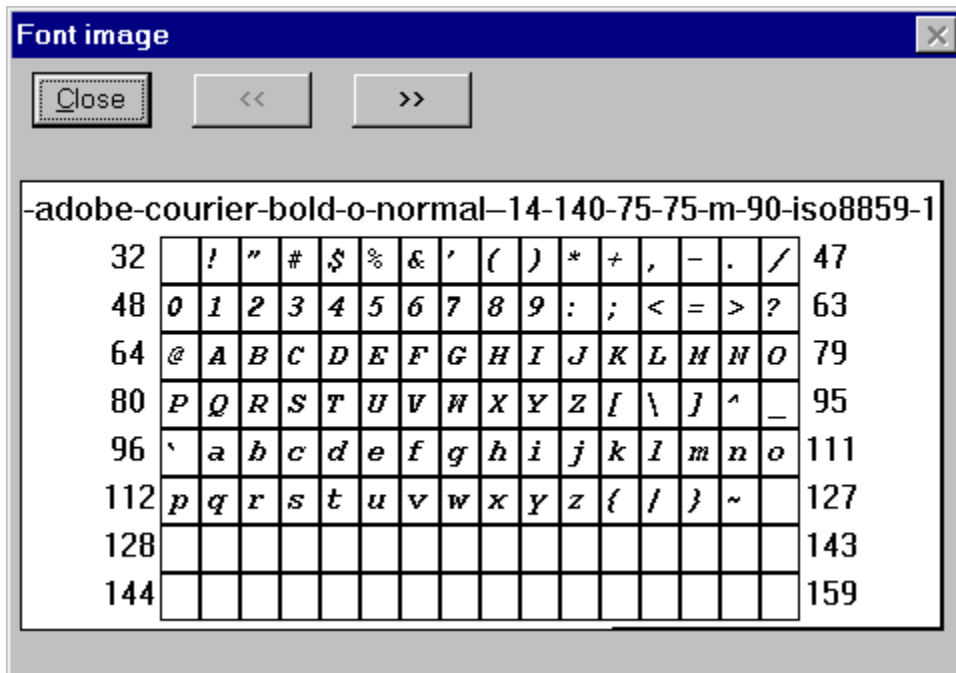 Font image
Close << >>
-adobe-courier-bold-o-normal--14-140-75-75-m-90-iso8859-1
32 ! " # $ % & ' ( ) * + , - . / 47
48 0 1 2 3 4 5 6 7 8 9 : ; < = > ? 63
64 @ A B C D E F G H I J K L M N O 79
80 P Q R S T U V W X Y Z [ \ ] ^ _ 95
96 ` a b c d e f g h i j k l m n o 111
112 p q r s t u v w x y z { | } ~ 127
128 143
144 159